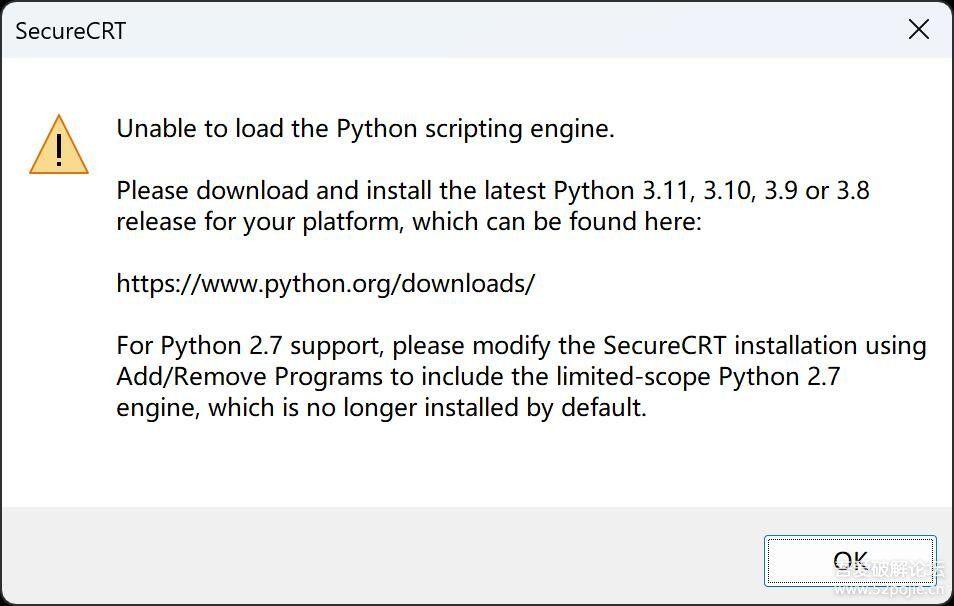 SecureCRT
Unable to load the Python scripting engine.
Please download and install the latest Python 3.11, 3.10, 3.9 or 3.8
release for your platform, which can be found here:
https://www.python.org/downloads/
For Python 2.7 support, please modify the SecureCRT installation using
Add/Remove Programs to include the limited-scope Python 2.7
engine, which is no longer installed by default.
OK
吾爱破解论坛
www.52pojie.cn